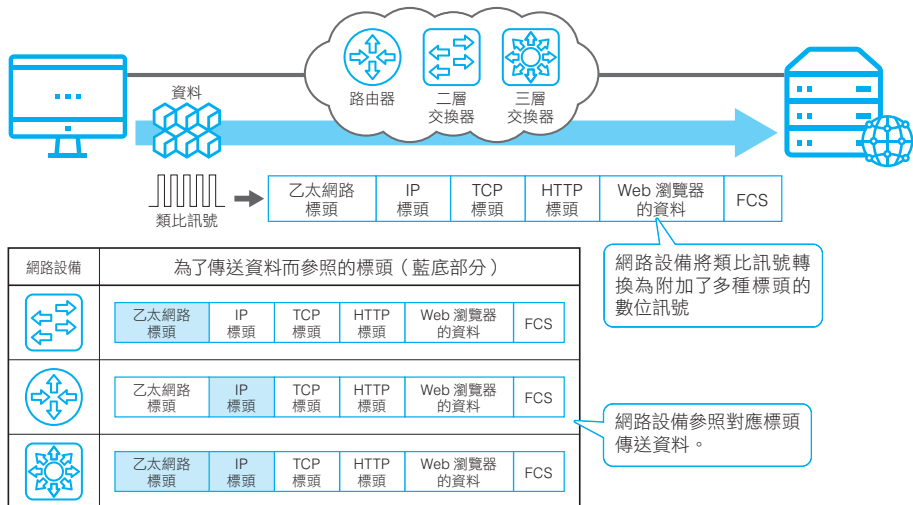 路由器
二層
交換器
三層
交換器
資料
類比訊號
乙太網路
標頭
IP
標頭
TCP
標頭
HTTP
標頭
Web 瀏覽器
的資料
FCS
網路設備將類比訊號轉
換為附加了多種標頭的
數位訊號
網路設備
為了傳送資料而參照的標頭（藍底部分）
乙太網路
標頭
IP
標頭
TCP
標頭
HTTP
標頭
Web 瀏覽器
的資料
FCS
乙太網路
標頭
IP
標頭
TCP
標頭
HTTP
標頭
Web 瀏覽器
的資料
FCS
網路設備參照對應標頭
傳送資料。
乙太網路
標頭
IP
標頭
TCP
標頭
HTTP
標頭
Web 瀏覽器
的資料
FCS